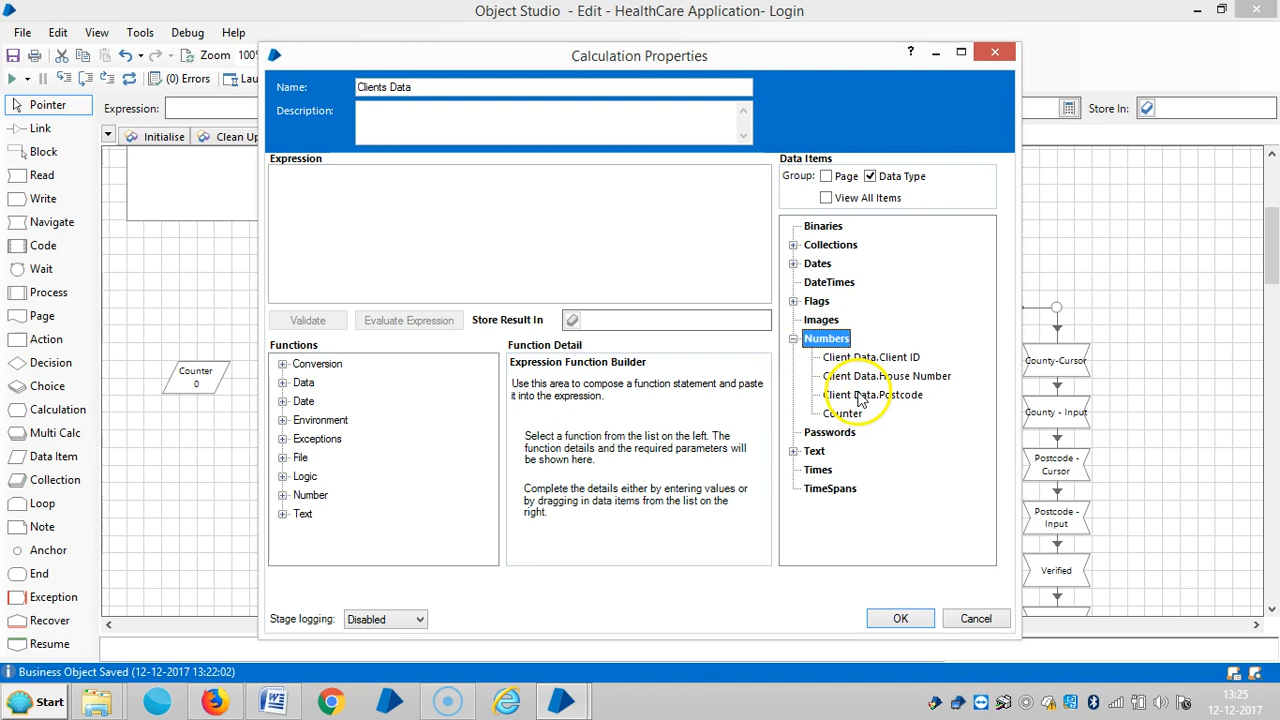 Object Studio - Edit - HealthCare Application- Login
File Edit View Tools Debug Help
Zoom 100%
(0) Errors
Expression:
Store In:
Initialise
Clean Up
Pointer
Link
Block
Read
Write
Navigate
Code
Wait
Process
Page
Action
Decision
Choice
Calculation
Multi Calc
Data Item
Collection
Loop
Note
Anchor
End
Exception
Recover
Resume
Counter
0
Calculation Properties
?
Name: Clients Data
Description:
Expression
Validate
Evaluate Expression
Store Result In
Functions
Conversion
Data
Date
Environment
Exceptions
File
Logic
Number
Text
Function Detail
Expression Function Builder
Use this area to compose a function statement and paste
it into the expression.
Select a function from the list on the left. The
function details and the required parameters will
be shown here.
Complete the details either by entering values or
by dragging in data items from the list on the
right.
Data Items
Group: Page Data Type
View All Items
Binaries
Collections
Dates
DateTimes
Flags
Images
Numbers
Client Data.Client ID
Client Data.House Number
Client Data.Postcode
Counter
Passwords
Text
Times
TimeSpans
Stage logging: Disabled
OK
Cancel
County-Cursor
County - Input
Postcode -
Cursor
Postcode -
Input
Verified
Business Object Saved (12-12-2017 13:22:02)
Start
13:25
12-12-2017